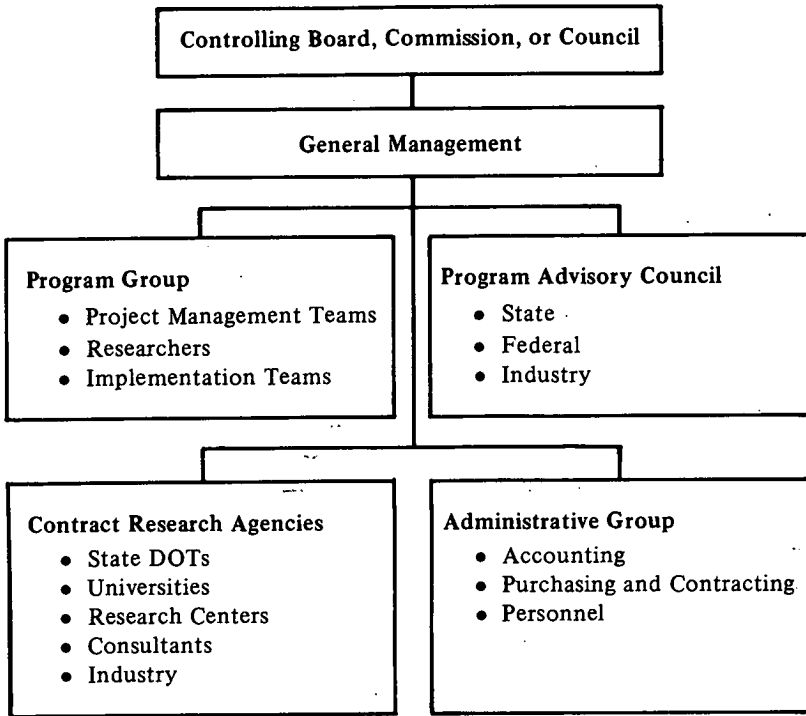 Controlling Board, Commission, or Council
General Management
Program Group
• Project Management Teams
• Researchers
• Implementation Teams
Program Advisory Council
• State
• Federal
• Industry
Contract Research Agencies
• State DOTs
• Universities
• Research Centers
• Consultants
• Industry
Administrative Group
• Accounting
• Purchasing and Contracting
• Personnel